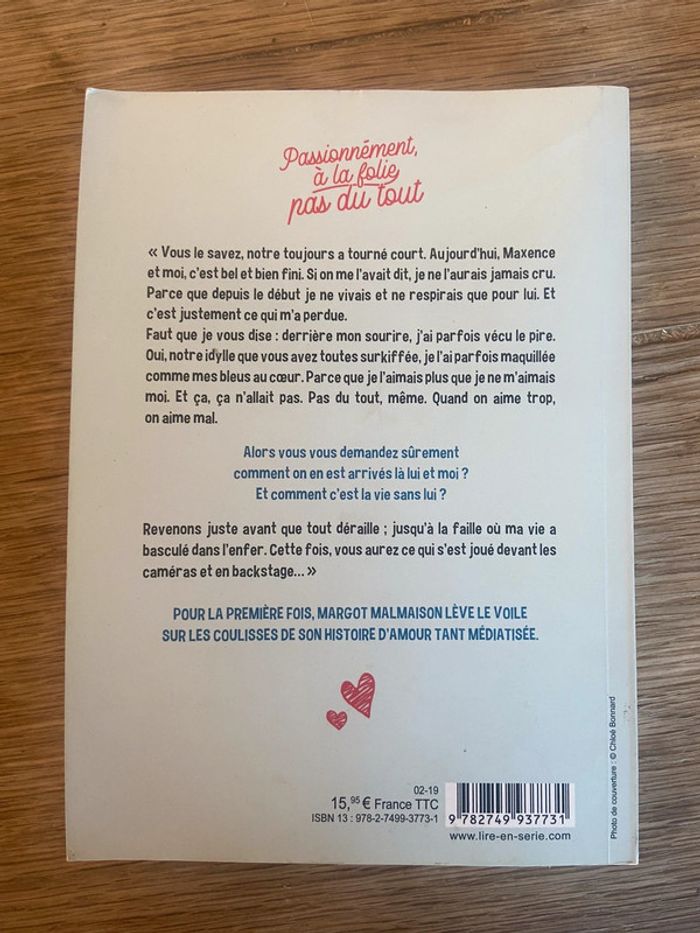 Passionnément,
à la folie
pas du tout
« Vous le savez, notre toujours a tourné court. Aujourd'hui, Maxence
et moi, c'est bel et bien fini. Si on me l'avait dit, je ne l'aurais jamais cru.
Parce que depuis le début je ne vivais et ne respirais que pour lui. Et
c'est justement ce qui m'a perdue.
Faut que je vous dise : derrière mon sourire, j'ai parfois vécu le pire.
Oui, notre idylle que vous avez toutes surkiffée, je l'ai parfois maquillée
comme mes bleus au cœur. Parce que je l'aimais plus que je ne m'aimais
moi. Et ça, ça n'allait pas. Pas du tout, même. Quand on aime trop,
on aime mal.
Alors vous vous demandez sûrement
comment on en est arrivés là lui et moi ?
Et comment c'est la vie sans lui ?
Revenons juste avant que tout déraille ; jusqu'à la faille où ma vie a
basculé dans l'enfer. Cette fois, vous aurez ce qui s'est joué devant les
caméras et en backstage... »
POUR LA PREMIÈRE FOIS, MARGOT MALMAISON LÈVE LE VOILE
SUR LES COULISSES DE SON HISTOIRE D'AMOUR TANT MÉDIATISÉE.
02-19
15,95 € France TTC
ISBN 13 : 978-2-7499-3773-1
9 782749 937731
www.lire-en-serie.com
Photo de couverture : © Chloé Bonnard